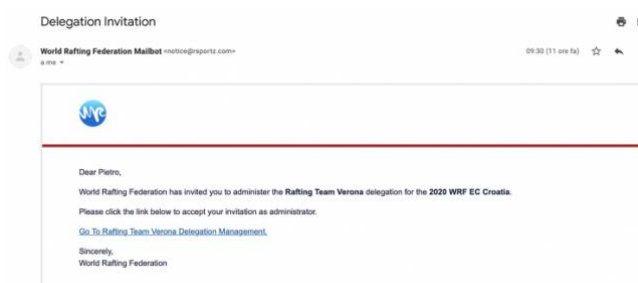 Delegation Invitation
World Rafting Federation Mailbot <notice@rsportz.com>
09:30 (11 ore fa)
a me
Dear Pietro,
World Rafting Federation has invited you to administer the Rafting Team Verona delegation for the 2020 WRF EC Croatia.
Please click the link below to accept your invitation as administrator.
Go To Rafting Team Verona Delegation Management.
Sincerely,
World Rafting Federation